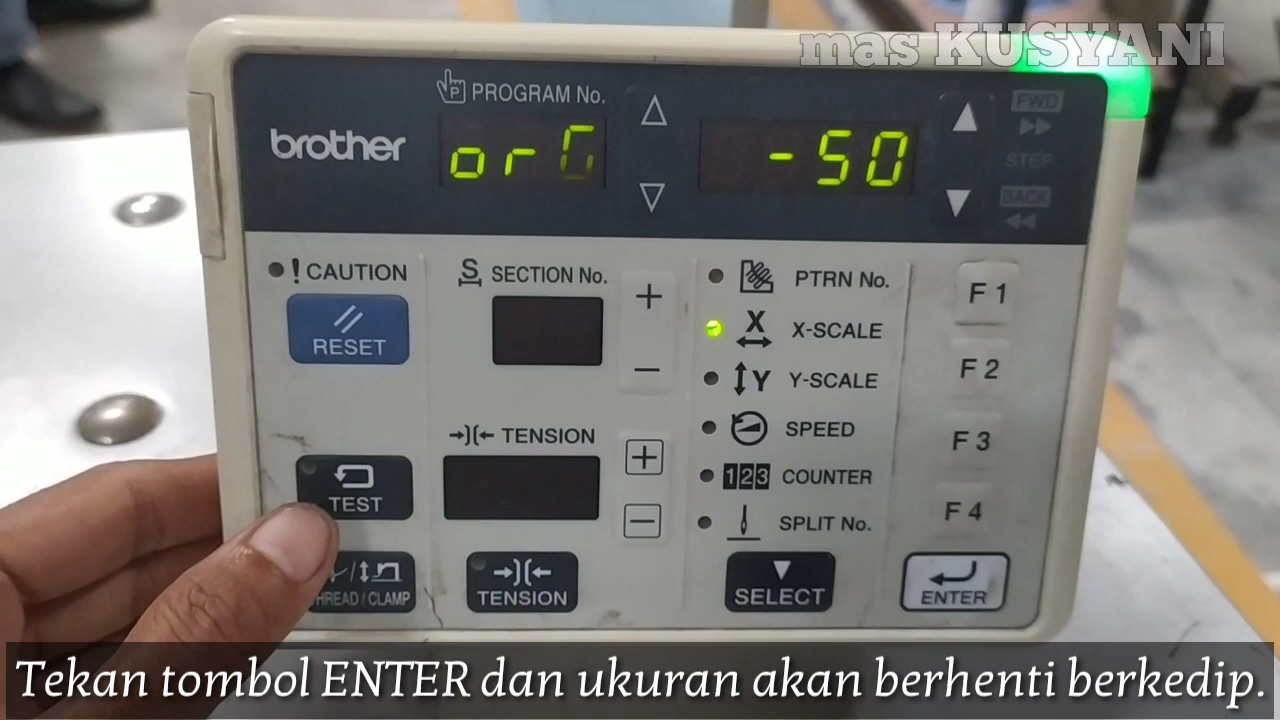 mas KUSYANI
PROGRAM No.
FWD
brother
orG
-50
STEP
BACK
! CAUTION
S SECTION No.
PTRN No.
F 1
RESET
+
X X-SCALE
−
Y Y-SCALE
F 2
TENSION
+
SPEED
F 3
TEST
123 COUNTER
−
SPLIT No.
F 4
THREAD / CLAMP
TENSION
SELECT
ENTER
Tekan tombol ENTER dan ukuran akan berhenti berkedip.